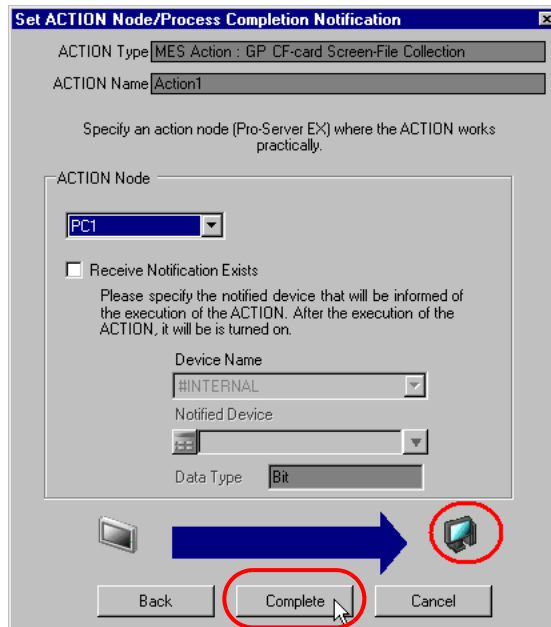 Set ACTION Node/Process Completion Notification
ACTION Type MES Action : GP CF-card Screen-File Collection
ACTION Name Action1
Specify an action node (Pro-Server EX) where the ACTION works
practically.
ACTION Node
PC1
Receive Notification Exists
Please specify the notified device that will be informed of
the execution of the ACTION. After the execution of the
ACTION, it will be is turned on.
Device Name
#INTERNAL
Notified Device
Data Type Bit
Back Complete Cancel